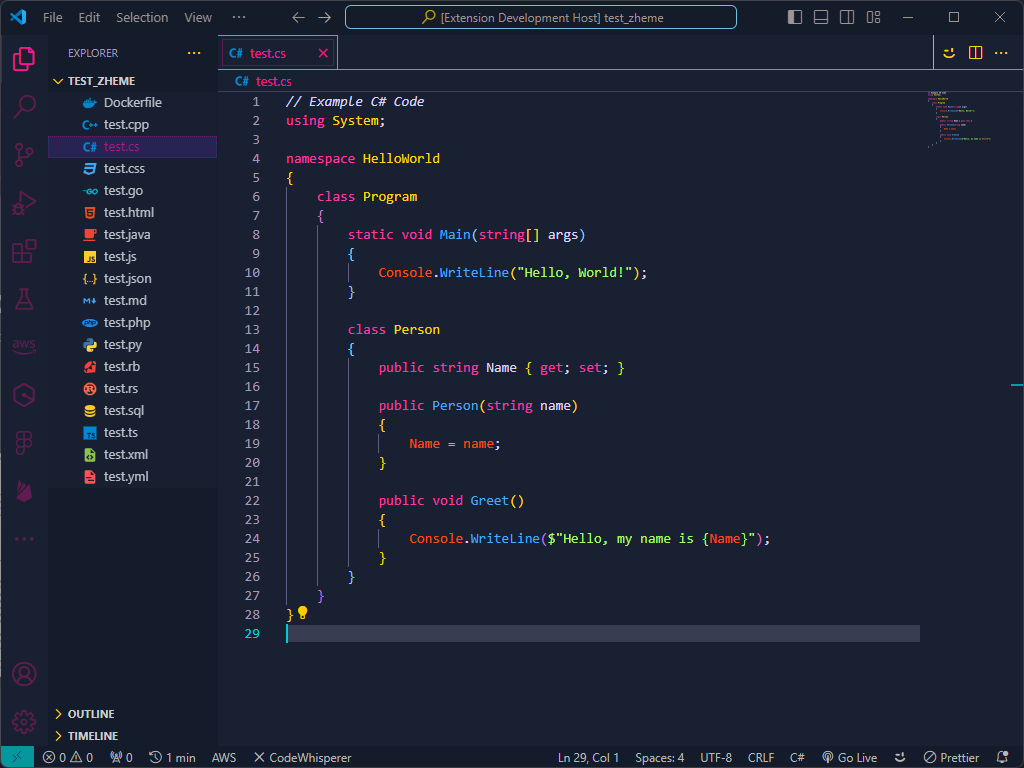 File Edit Selection View ··· [Extension Development Host] test_zheme
EXPLORER ···
TEST_ZHEME
Dockerfile
C++ test.cpp
C# test.cs
test.css
GO test.go
test.html
test.java
JS test.js
{..} test.json
M↓ test.md
php test.php
test.py
test.rb
test.rs
test.sql
TS test.ts
test.xml
test.yml
aws
OUTLINE
TIMELINE
C# test.cs
C# test.cs
1 // Example C# Code
2 using System;
3
4 namespace HelloWorld
5 {
6 class Program
7 {
8 static void Main(string[] args)
9 {
10 Console.WriteLine("Hello, World!");
11 }
12
13 class Person
14 {
15 public string Name { get; set; }
16
17 public Person(string name)
18 {
19 Name = name;
20 }
21
22 public void Greet()
23 {
24 Console.WriteLine($"Hello, my name is {Name}");
25 }
26 }
27 }
28 }
29
0 0 0 1 min AWS CodeWhisperer Ln 29, Col 1 Spaces: 4 UTF-8 CRLF C# Go Live Prettier